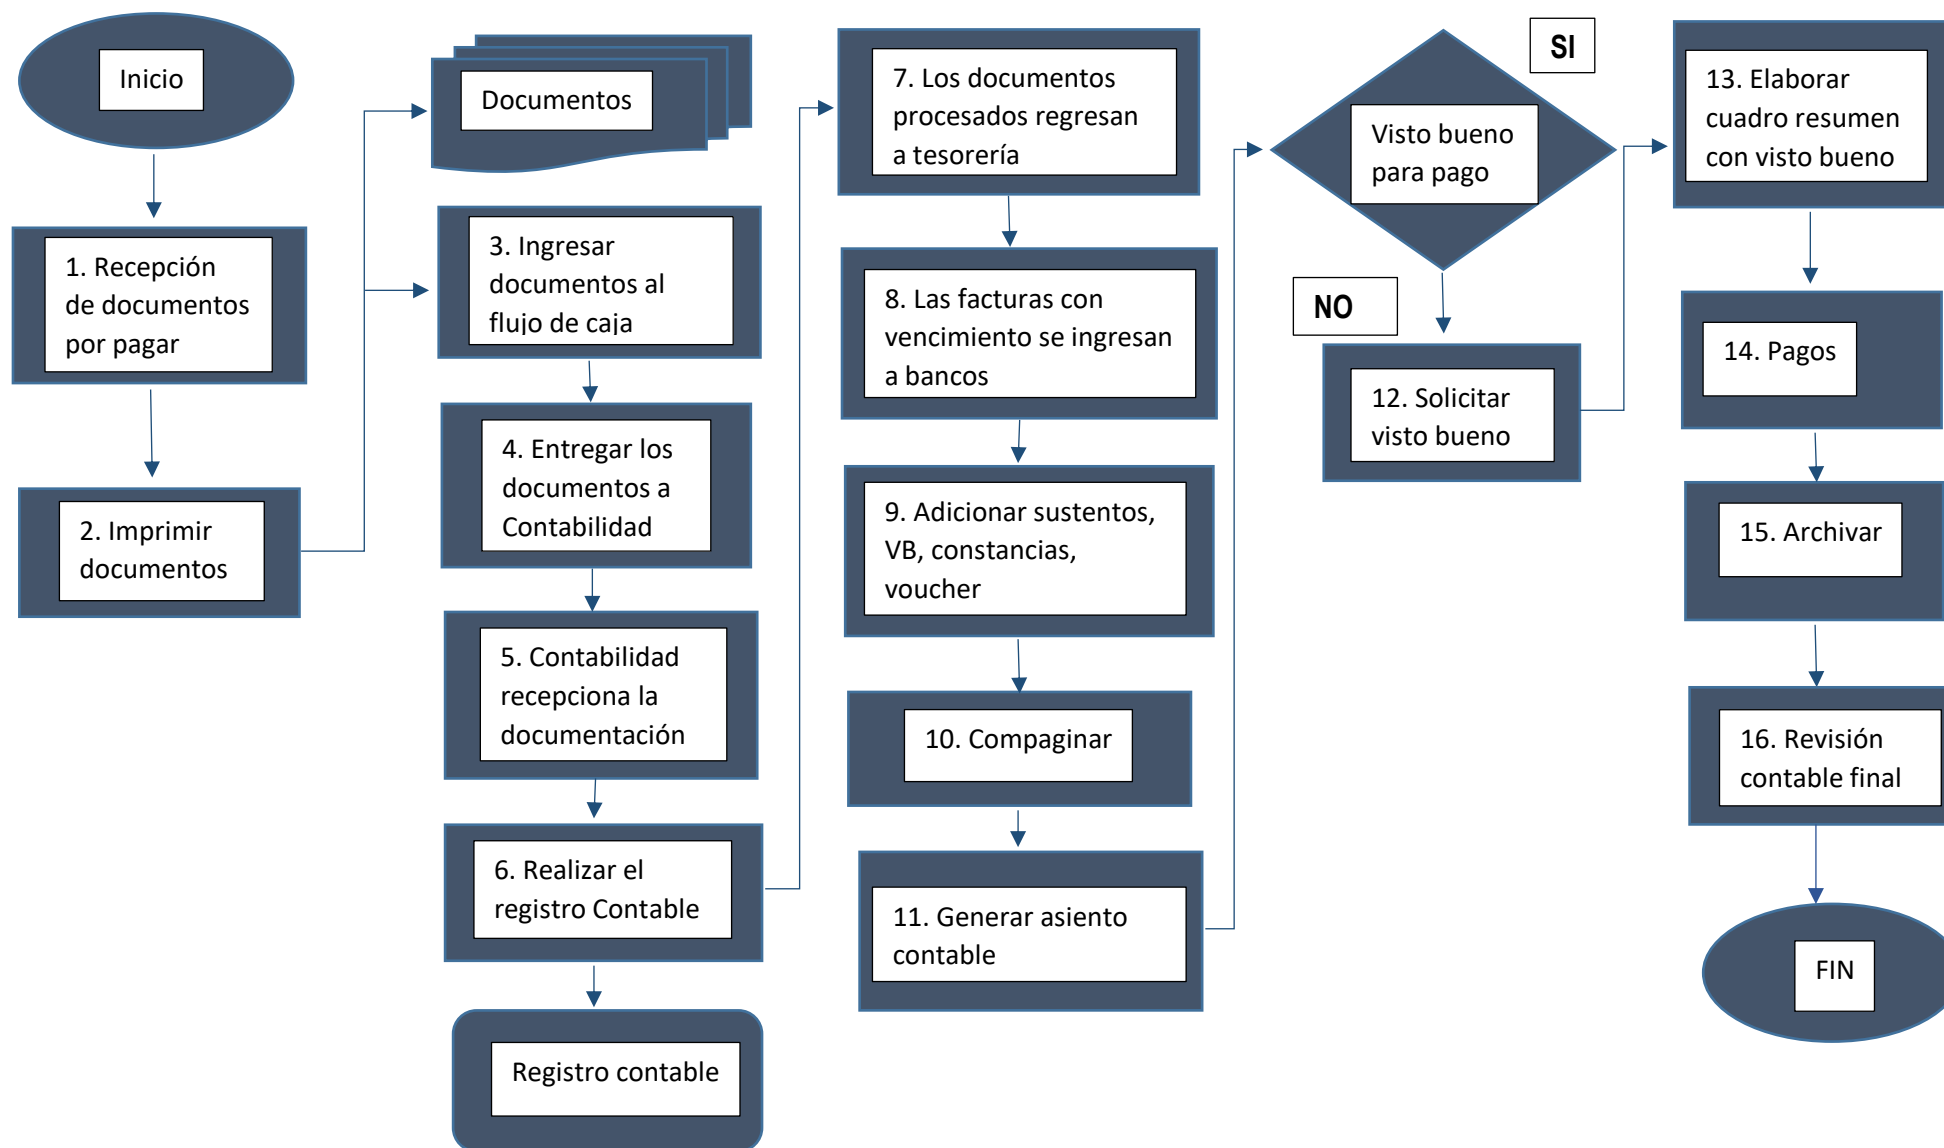 Inicio
1. Recepción
de documentos
por pagar
2. Imprimir
documentos
Documentos
3. Ingresar
documentos al
flujo de caja
4. Entregar los
documentos a
Contabilidad
5. Contabilidad
recepciona la
documentación
6. Realizar el
registro Contable
Registro contable
7. Los documentos
procesados regresan
a tesorería
8. Las facturas con
vencimiento se ingresan
a bancos
9. Adicionar sustentos,
VB, constancias,
voucher
10. Compaginar
11. Generar asiento
contable
SI
Visto bueno
para pago
NO
12. Solicitar
visto bueno
13. Elaborar
cuadro resumen
con visto bueno
14. Pagos
15. Archivar
16. Revisión
contable final
FIN